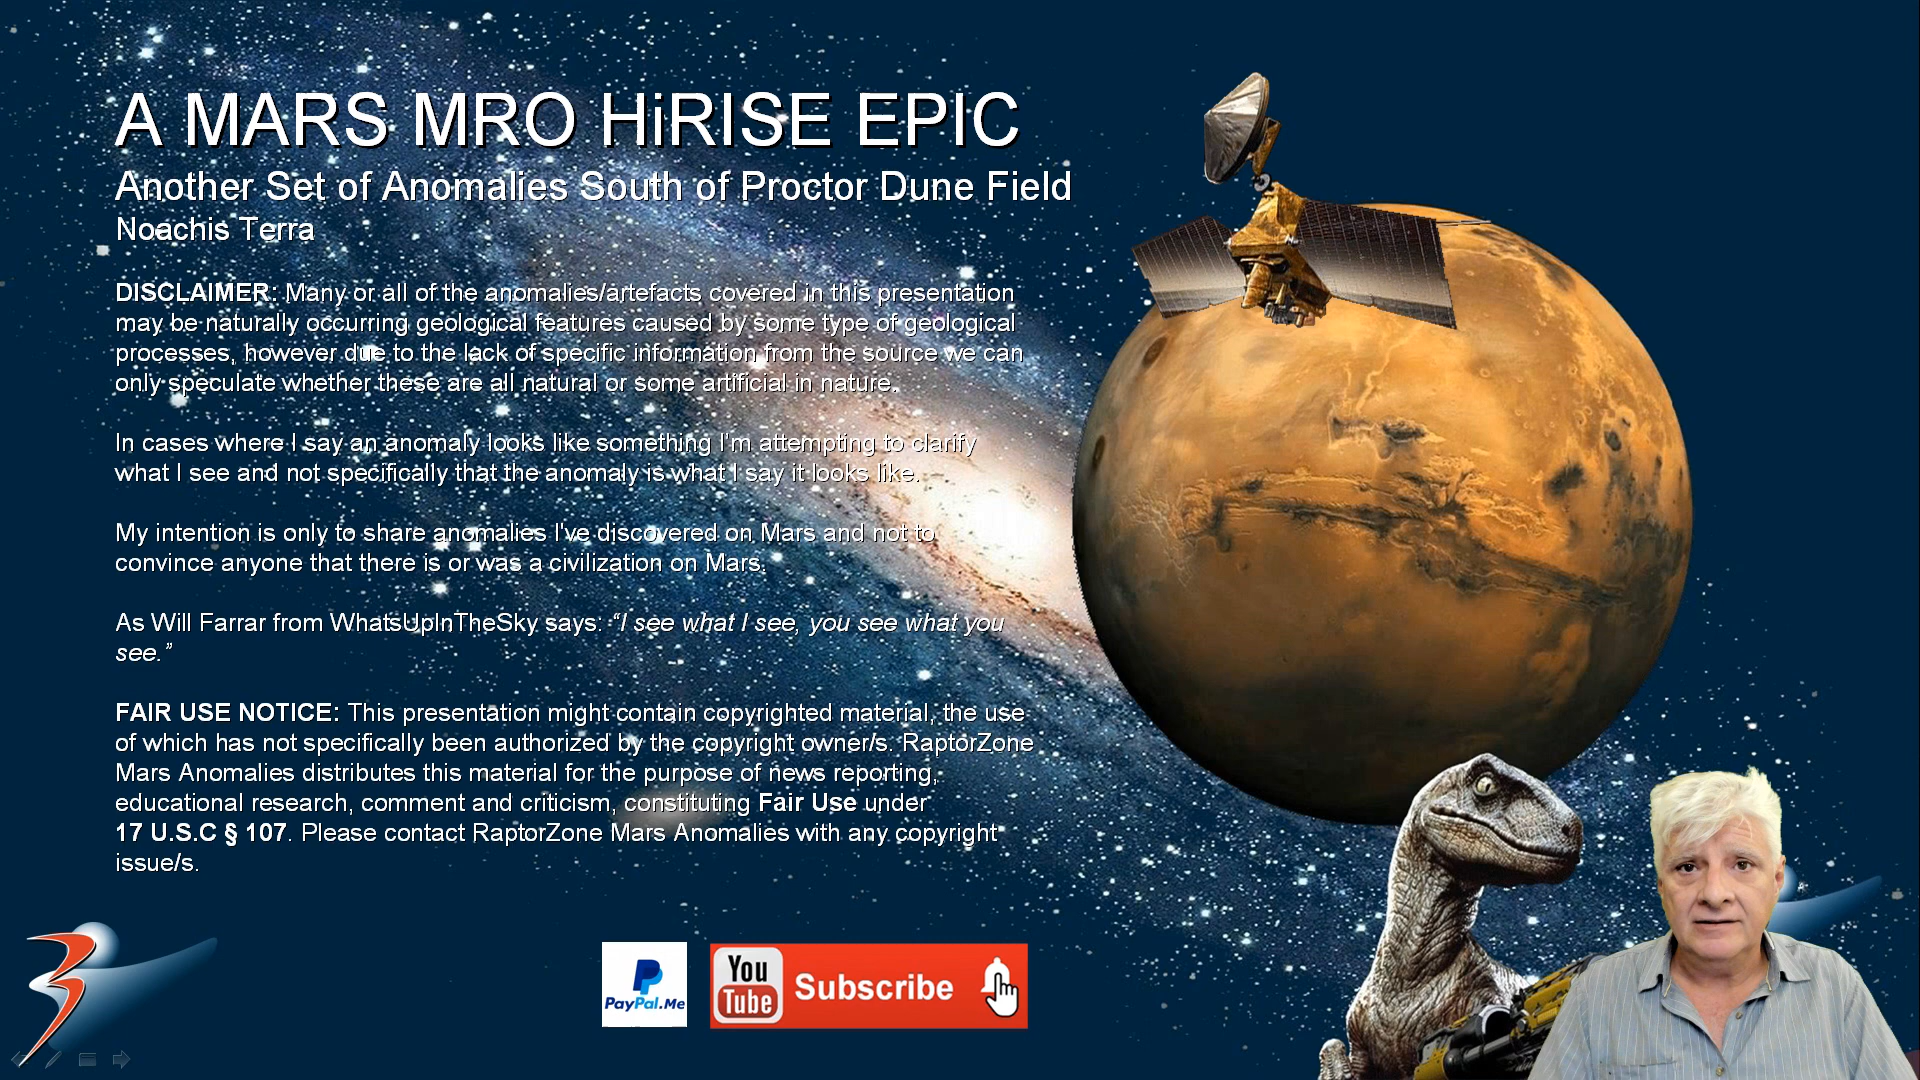 A MARS MRO HiRISE EPIC
Another Set of Anomalies South of Proctor Dune Field
Noachis Terra
DISCLAIMER: Many or all of the anomalies/artefacts covered in this presentation
may be naturally occurring geological features caused by some type of geological
processes, however due to the lack of specific information from the source we can
only speculate whether these are all natural or some artificial in nature.
In cases where I say an anomaly looks like something I'm attempting to clarify
what I see and not specifically that the anomaly is what I say it looks like.
My intention is only to share anomalies I've discovered on Mars and not to
convince anyone that there is or was a civilization on Mars.
As Will Farrar from WhatsUpInTheSky says: “I see what I see, you see what you
see.”
FAIR USE NOTICE: This presentation might contain copyrighted material, the use
of which has not specifically been authorized by the copyright owner/s. RaptorZone
Mars Anomalies distributes this material for the purpose of news reporting,
educational research, comment and criticism, constituting Fair Use under
17 U.S.C § 107. Please contact RaptorZone Mars Anomalies with any copyright
issue/s.
PayPal.Me
You
Tube
Subscribe